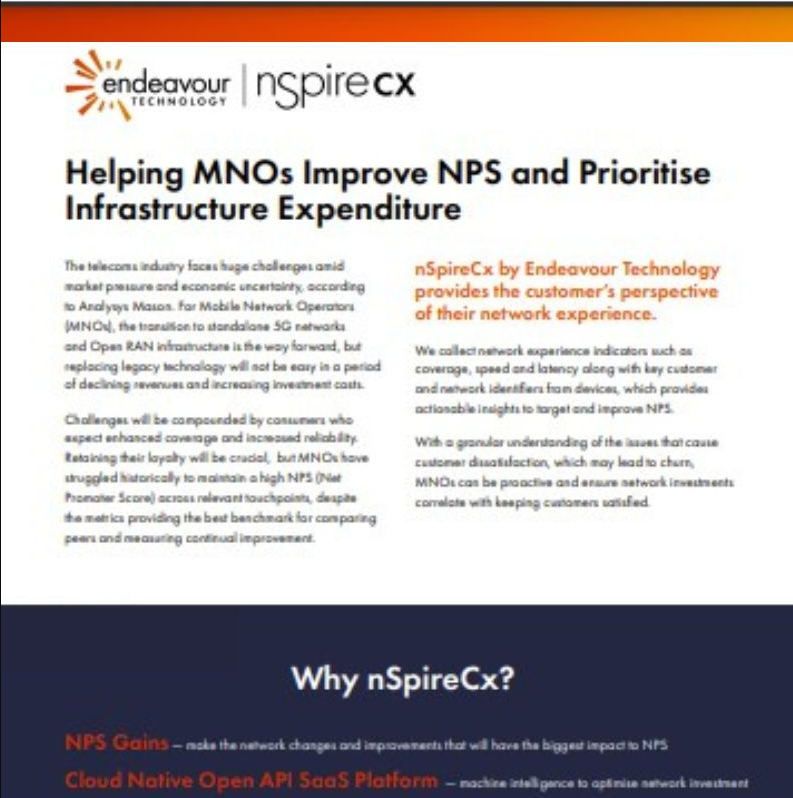 endeavour TECHNOLOGY | nspirecx
Helping MNOs Improve NPS and Prioritise
Infrastructure Expenditure
The telecoms industry faces huge challenges amid
market pressure and economic uncertainty, according
to Analysys Mason. For Mobile Network Operators
(MNOs), the transition to standalone 5G networks
and Open RAN infrastructure is the way forward, but
replacing legacy technology will not be easy in a period
of declining revenues and increasing investment costs.
Challenges will be compounded by consumers who
expect enhanced coverage and increased reliability.
Retaining their loyalty will be crucial, but MNOs have
struggled historically to maintain a high NPS (Net
Promoter Score) across relevant touchpoints, despite
the metrics providing the best benchmark for comparing
peers and measuring continual improvement.
nSpireCx by Endeavour Technology
provides the customer's perspective
of their network experience.
We collect network experience indicators such as
coverage, speed and latency along with key customer
and network identifiers from devices, which provides
actionable insights to target and improve NPS.
With a granular understanding of the issues that cause
customer dissatisfaction, which may lead to churn,
MNOs can be proactive and ensure network investments
correlate with keeping customers satisfied.
Why nSpireCx?
NPS Gains – make the network changes and improvements that will have the biggest impact to NPS
Cloud Native Open API SaaS Platform – machine intelligence to optimise network investment